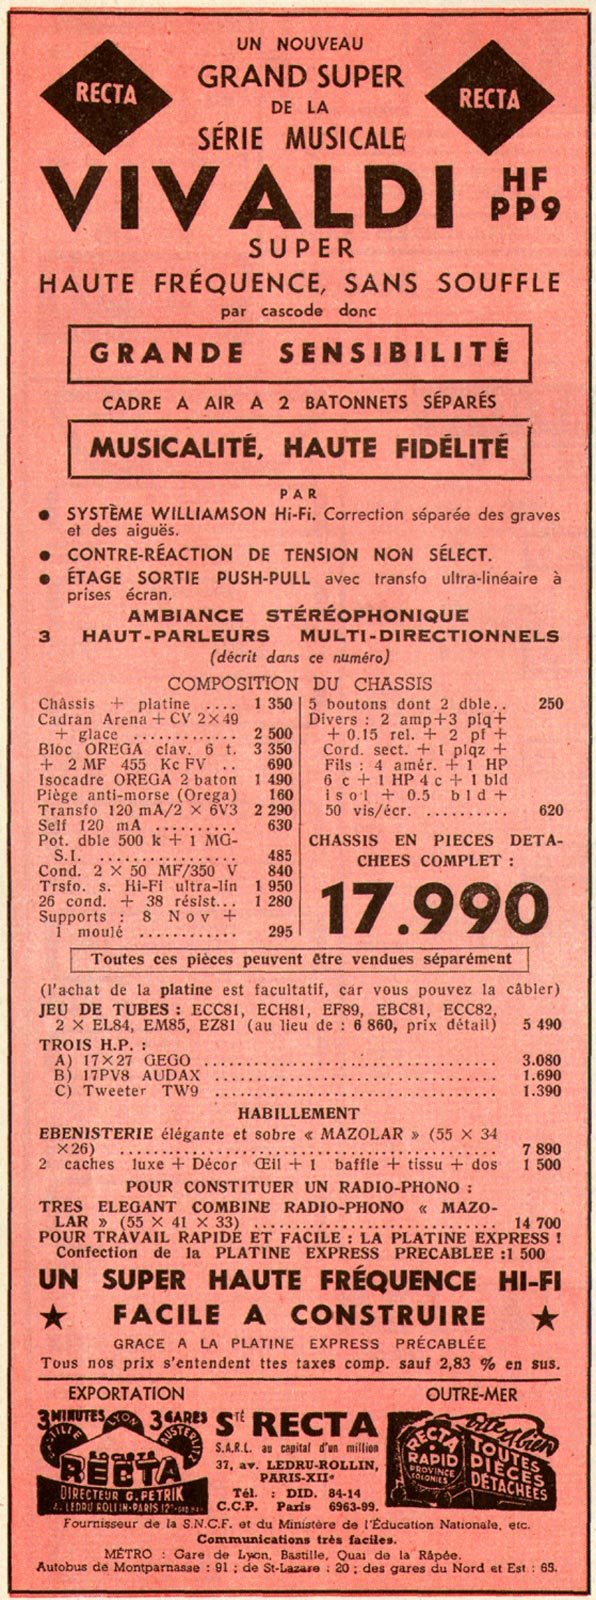 UN NOUVEAU
RECTA
GRAND SUPER
RECTA
DE LA
SÉRIE MUSICALE
VIVALDI HF PP9
SUPER
HAUTE FRÉQUENCE, SANS SOUFFLE
par cascode donc
GRANDE SENSIBILITÉ
CADRE A AIR A 2 BATONNETS SÉPARÉS
MUSICALITÉ, HAUTE FIDÉLITÉ
PAR
● SYSTÈME WILLIAMSON Hi-Fi. Correction séparée des graves
et des aiguës.
● CONTRE-RÉACTION DE TENSION NON SÉLECT.
● ÉTAGE SORTIE PUSH-PULL avec transfo ultra-linéaire à
prises écran.
AMBIANCE STÉRÉOPHONIQUE
3 HAUT-PARLEURS MULTI-DIRECTIONNELS
(décrit dans ce numéro)
COMPOSITION DU CHASSIS
Châssis + platine .... 1 350
Cadran Arena + CV 2×49
+ glace ............ 2 500
Bloc OREGA clav. 6 t. 3 350
+ 2 MF 455 Kc FV .. 690
Isocadre OREGA 2 baton 1 490
Piège anti-morse (Orega) 160
Transfo 120 mA/2 × 6V3 2 290
Self 120 mA .......... 630
Pot. dble 500 k + 1 MG-
S.I. ................. 485
Cond. 2 × 50 MF/350 V 840
Trsfo. s. Hi-Fi ultra-lin 1 950
26 cond. + 38 résist... 1 280
Supports : 8 Nov +
1 moulé ............ 295
5 boutons dont 2 dble.. 250
Divers : 2 amp+3 plq+
+ 0.15 rel. + 2 pf +
Cord. sect. + 1 plqz +
Fils : 4 amér. + 1 HP
6 c + 1 HP 4 c + 1 bld
isol + 0.5 bld +
50 vis/écr. .......... 620
CHASSIS EN PIECES DETA-
CHEES COMPLET :
17.990
Toutes ces pièces peuvent être vendues séparément
(l'achat de la platine est facultatif, car vous pouvez la câbler)
JEU DE TUBES : ECC81, ECH81, EF89, EBC81, ECC82,
2 × EL84, EM85, EZ81 (au lieu de : 6 860, prix détail) 5 490
TROIS H.P. :
A) 17×27 GEGO .................................... 3.080
B) 17PV8 AUDAX .................................. 1.690
C) Tweeter TW9 .................................. 1.390
HABILLEMENT
EBENISTERIE élégante et sobre « MAZOLAR » (55 × 34
×26) ............................................ 7 890
2 caches luxe + Décor Œil + 1 baffle + tissu + dos 1 500
POUR CONSTITUER UN RADIO-PHONO :
TRES ELEGANT COMBINE RADIO-PHONO « MAZO-
LAR » (55 × 41 × 33) ............................ 14 700
POUR TRAVAIL RAPIDE ET FACILE : LA PLATINE EXPRESS !
Confection de la PLATINE EXPRESS PRECABLEE : 1 500
UN SUPER HAUTE FRÉQUENCE HI-FI
★ FACILE A CONSTRUIRE ★
GRACE A LA PLATINE EXPRESS PRÉCABLÉE
Tous nos prix s'entendent ttes taxes comp. sauf 2,83 % en sus.
EXPORTATION
OUTRE-MER
3 MINUTES 3 GARES
LYON AUSTERLITZ
SOCIÉTÉ
RECTA
DIRECTEUR G. PETRIK
LEDRU ROLLIN-PARIS 12e
Sté RECTA
S.A.R.L. au capital d'un million
37, av. LEDRU-ROLLIN,
PARIS-XIIe
Tél. : DID. 84-14
C.C.P. Paris 6963-99.
RECTA
RAPID
PROVINCE
COLONIES
TOUTES
PIÈCES
DÉTACHÉES
Fournisseur de la S.N.C.F. et du Ministère de l'Éducation Nationale, etc.
Communications très faciles.
MÉTRO : Gare de Lyon, Bastille, Quai de la Râpée.
Autobus de Montparnasse : 91 ; de St-Lazare : 20 ; des gares du Nord et Est : 65.